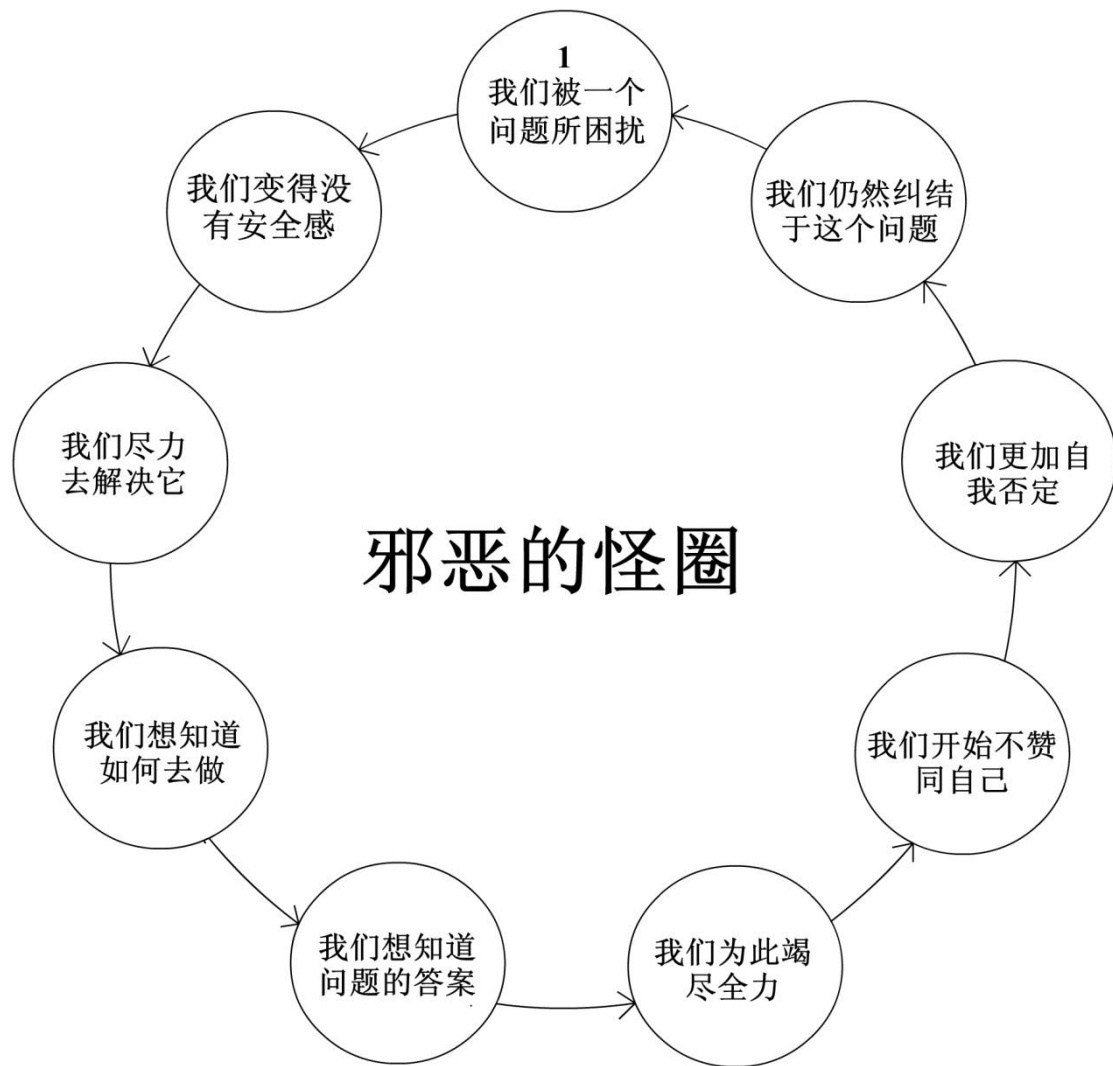 1
我们被一个
问题所困扰
我们变得没
有安全感
我们尽力
去解决它
我们想知道
如何去做
我们想知道
问题的答案
我们为此竭
尽全力
我们开始不赞
同自己
我们更加自
我否定
我们仍然纠结
于这个问题
邪恶的怪圈